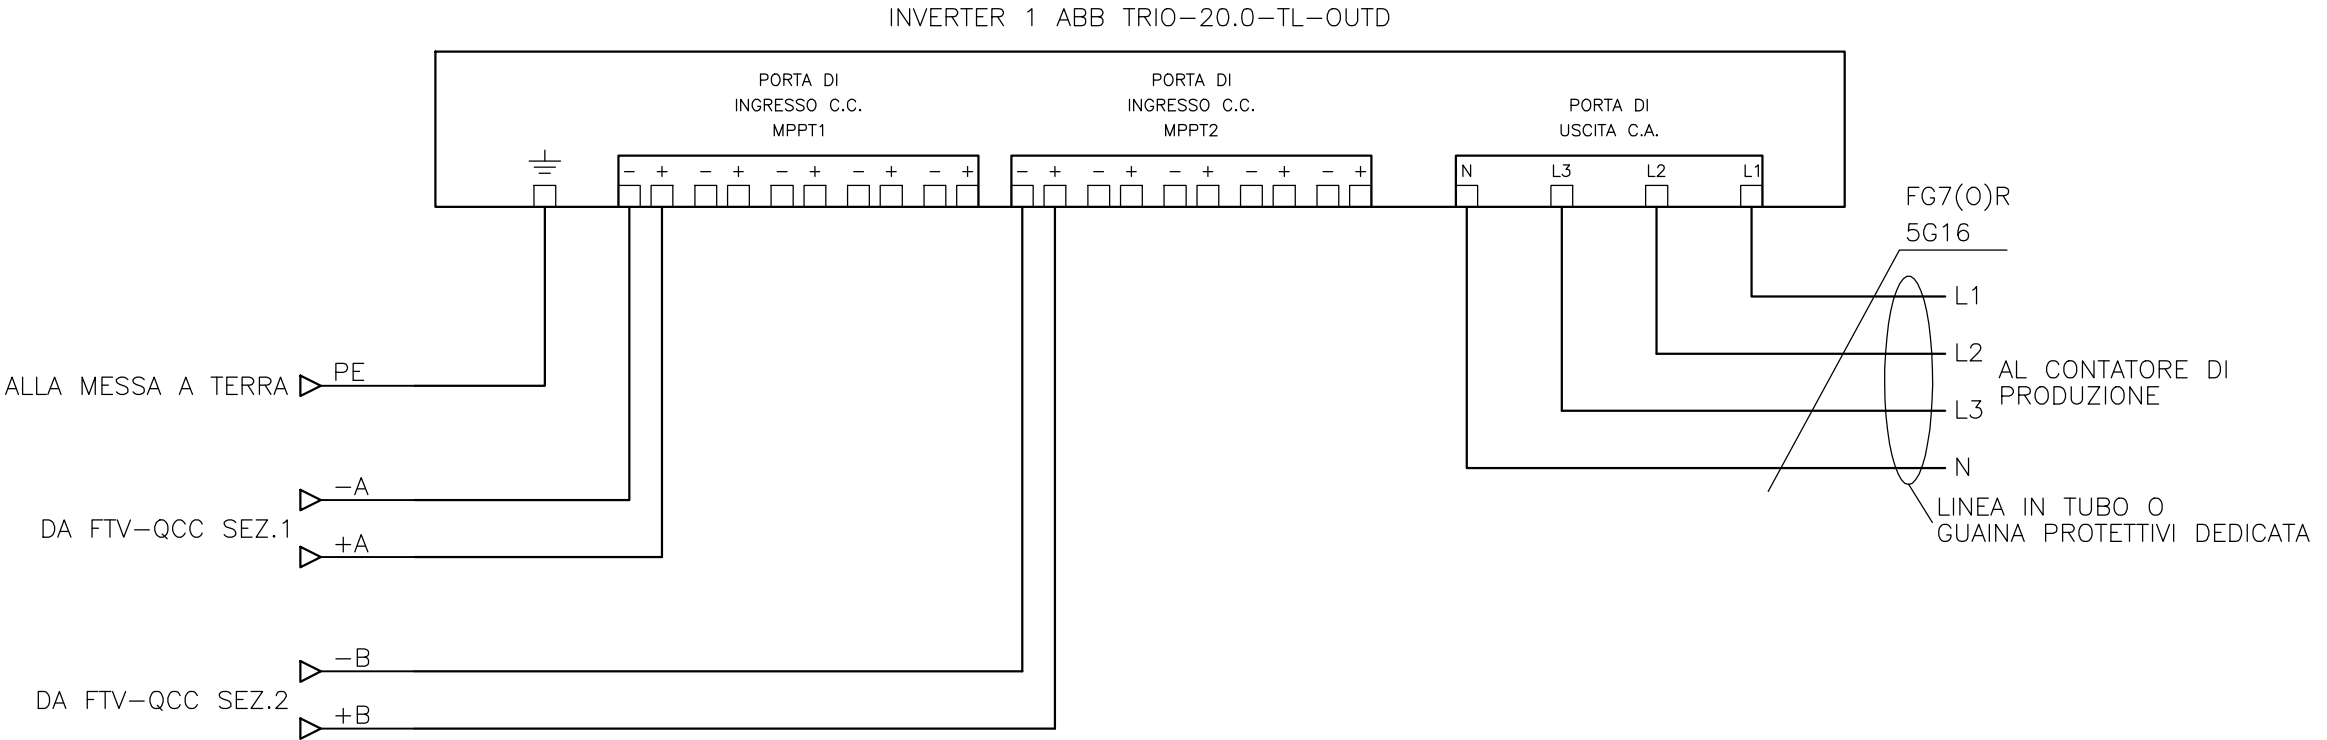 INVERTER 1 ABB TRIO-20.0-TL-OUTD
PORTA DI
INGRESSO C.C.
MPPT1
PORTA DI
INGRESSO C.C.
MPPT2
PORTA DI
USCITA C.A.
- + - + - + - + - +
- + - + - + - + - +
N L3 L2 L1
FG7(O)R
5G16
L1
L2
L3
N
AL CONTATORE DI
PRODUZIONE
LINEA IN TUBO O
GUAINA PROTETTIVI DEDICATA
ALLA MESSA A TERRA
PE
-A
DA FTV-QCC SEZ.1
+A
-B
DA FTV-QCC SEZ.2
+B